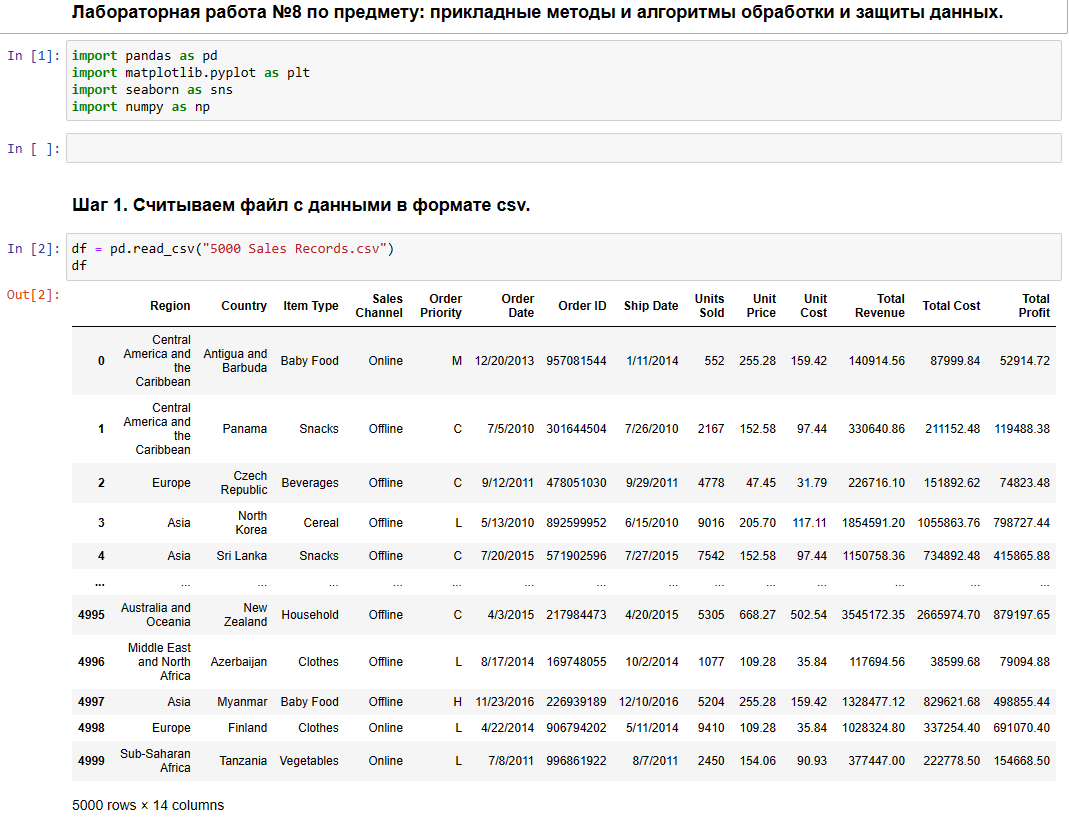 Лабораторная работа №8 по предмету: прикладные методы и алгоритмы обработки и защиты данных.
In [1]: import pandas as pd
import matplotlib.pyplot as plt
import seaborn as sns
import numpy as np
In [ ]:
Шаг 1. Считываем файл с данными в формате csv.
In [2]: df = pd.read_csv("5000 Sales Records.csv")
df
Out[2]:
Region Country Item Type Sales Channel Order Priority Order Date Order ID Ship Date Units Sold Unit Price Unit Cost Total Revenue Total Cost Total Profit
0 Central America and the Caribbean Antigua and Barbuda Baby Food Online M 12/20/2013 957081544 1/11/2014 552 255.28 159.42 140914.56 87999.84 52914.72
1 Central America and the Caribbean Panama Snacks Offline C 7/5/2010 301644504 7/26/2010 2167 152.58 97.44 330640.86 211152.48 119488.38
2 Europe Czech Republic Beverages Offline C 9/12/2011 478051030 9/29/2011 4778 47.45 31.79 226716.10 151892.62 74823.48
3 Asia North Korea Cereal Offline L 5/13/2010 892599952 6/15/2010 9016 205.70 117.11 1854591.20 1055863.76 798727.44
4 Asia Sri Lanka Snacks Offline C 7/20/2015 571902596 7/27/2015 7542 152.58 97.44 1150758.36 734892.48 415865.88
... ... ... ... ... ... ... ... ... ... ... ... ... ... ...
4995 Australia and Oceania New Zealand Household Offline C 4/3/2015 217984473 4/20/2015 5305 668.27 502.54 3545172.35 2665974.70 879197.65
4996 Middle East and North Africa Azerbaijan Clothes Offline L 8/17/2014 169748055 10/2/2014 1077 109.28 35.84 117694.56 38599.68 79094.88
4997 Asia Myanmar Baby Food Offline H 11/23/2016 226939189 12/10/2016 5204 255.28 159.42 1328477.12 829621.68 498855.44
4998 Europe Finland Clothes Online L 4/22/2014 906794202 5/11/2014 9410 109.28 35.84 1028324.80 337254.40 691070.40
4999 Sub-Saharan Africa Tanzania Vegetables Online L 7/8/2011 996861922 8/7/2011 2450 154.06 90.93 377447.00 222778.50 154668.50
5000 rows × 14 columns